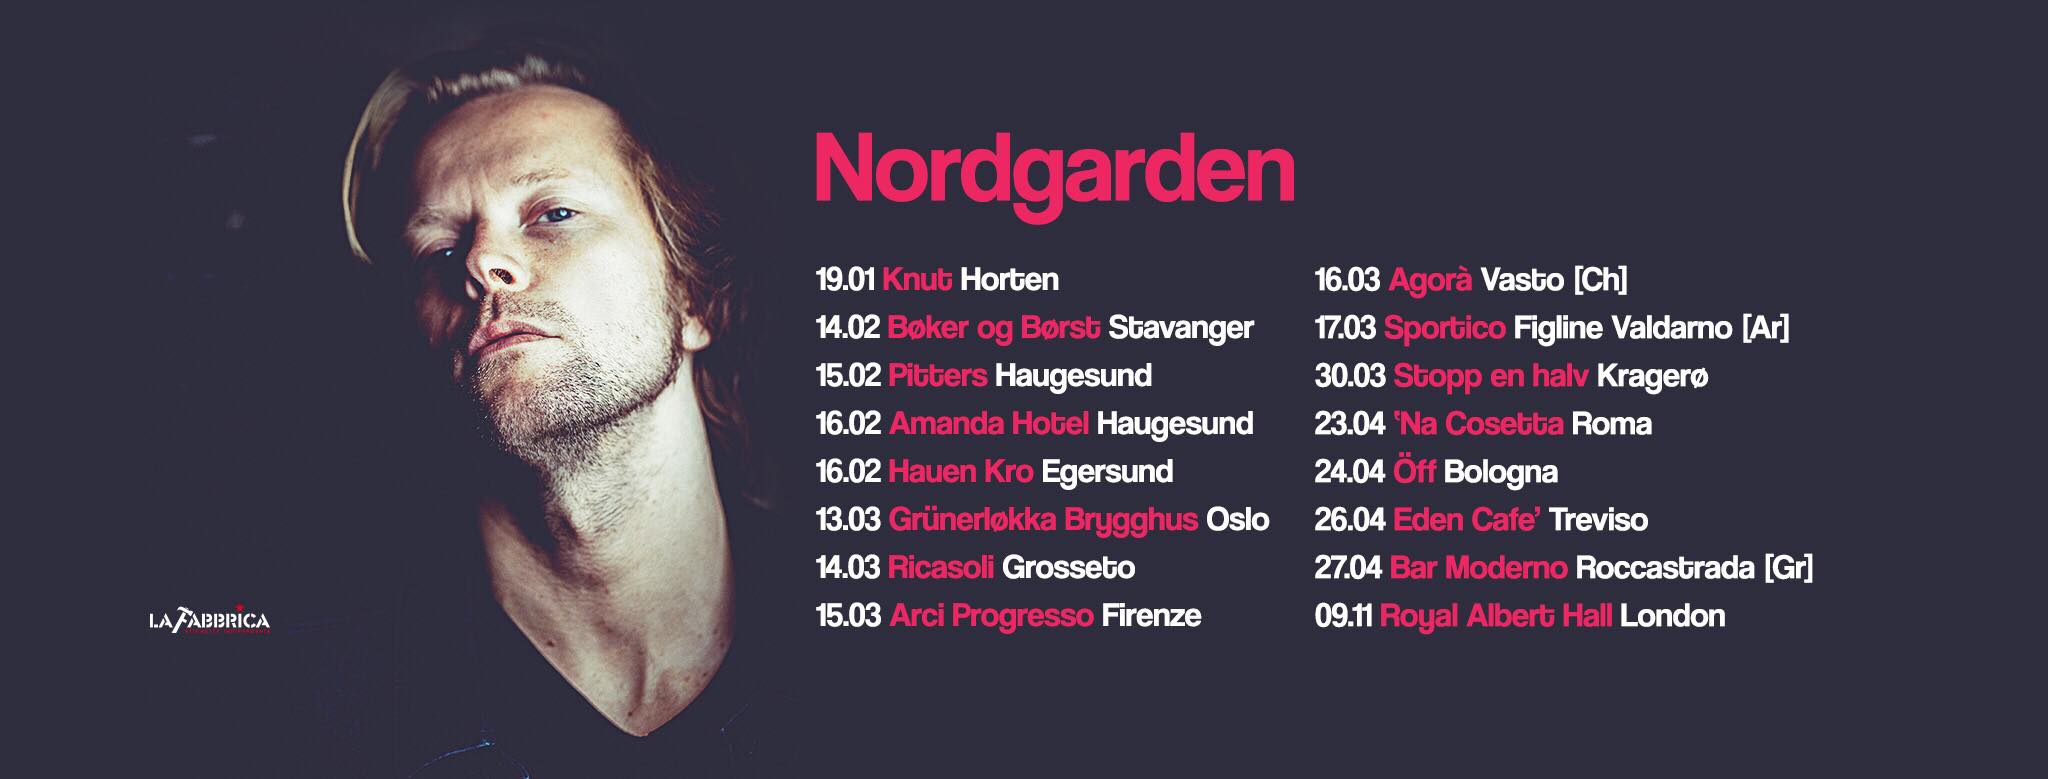 Nordgarden
19.01 Knut Horten
14.02 Bøker og Børst Stavanger
15.02 Pitters Haugesund
16.02 Amanda Hotel Haugesund
16.02 Hauen Kro Egersund
13.03 Grünerløkka Brygghus Oslo
14.03 Ricasoli Grosseto
15.03 Arci Progresso Firenze
16.03 Agorà Vasto [Ch]
17.03 Sportico Figline Valdarno [Ar]
30.03 Stopp en halv Kragerø
23.04 ‘Na Cosetta Roma
24.04 Öff Bologna
26.04 Eden Cafe’ Treviso
27.04 Bar Moderno Roccastrada [Gr]
09.11 Royal Albert Hall London
LA FABBRICA